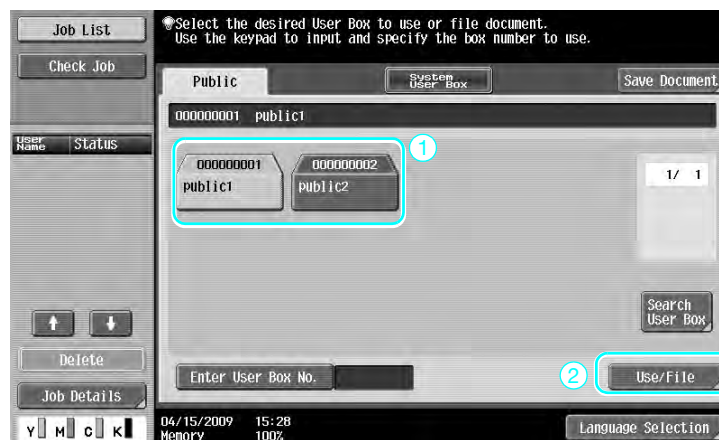 Job List
Check Job
User Name Status
Delete
Job Details
Y M C K
Select the desired User Box to use or file document.
Use the keypad to input and specify the box number to use.
Public
System User Box
Save Document
000000001 public1
1
000000001
public1
000000002
public2
1/ 1
Search
User Box
Enter User Box No.
2
Use/File
04/15/2009 15:28
Memory 100%
Language Selection